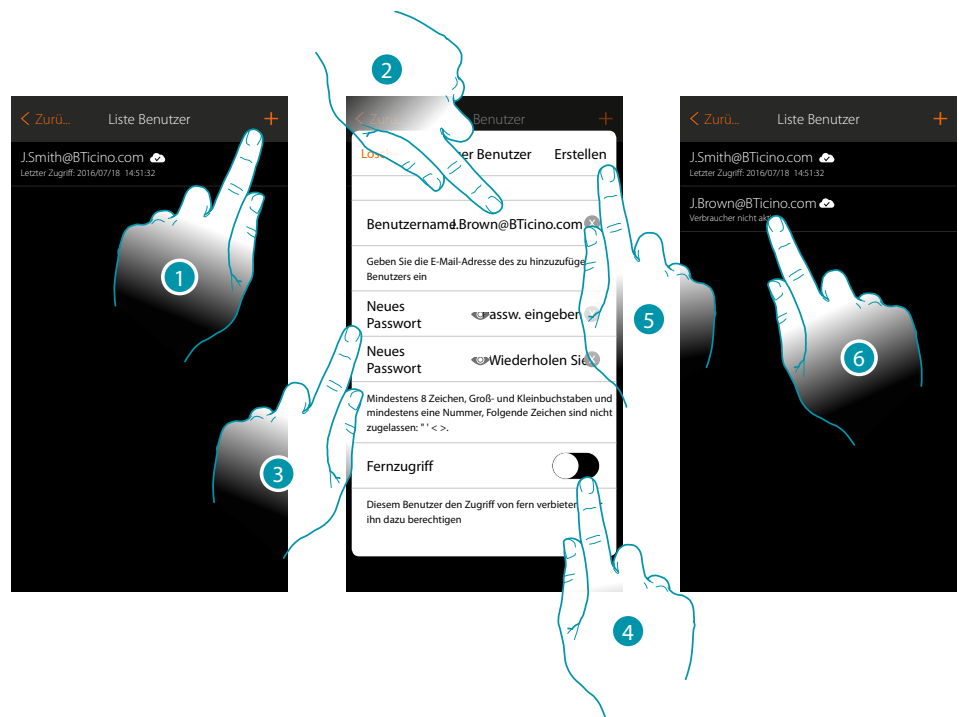 2
< Zurü...
Liste Benutzer
+
J.Smith@BTicino.com
Letzter Zugriff: 2016/07/18 14:51:32
1
Benutzer
+
er Benutzer
Erstellen
Benutzername
J.Brown@BTicino.com
Geben Sie die E-Mail-Adresse des zu hinzuzufüge
Benutzers ein
Neues
Passwort
assw. eingeben
Neues
Passwort
Wiederholen Sie
Mindestens 8 Zeichen, Groß- und Kleinbuchstaben und
mindestens eine Nummer, Folgende Zeichen sind nicht
zugelassen: " ' < >.
Fernzugriff
Diesem Benutzer den Zugriff von fern verbieten
ihn dazu berechtigen
3
4
5
< Zurü...
Liste Benutzer
+
J.Smith@BTicino.com
Letzter Zugriff: 2016/07/18 14:51:32
J.Brown@BTicino.com
Verbraucher nicht akt
6